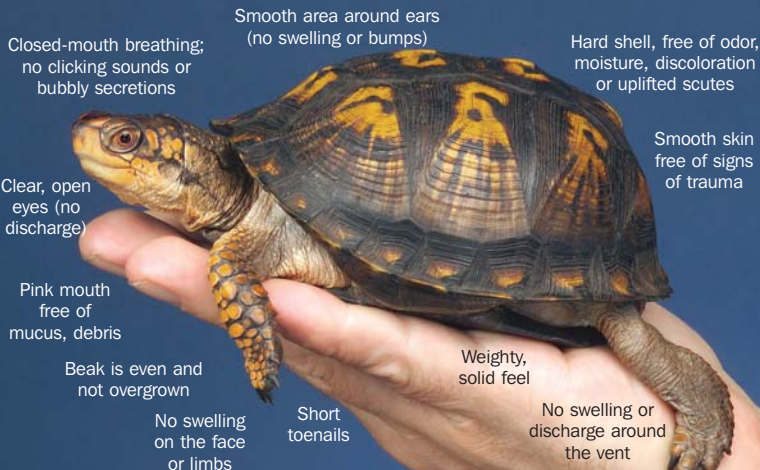 Smooth area around ears
(no swelling or bumps)
Closed-mouth breathing;
no clicking sounds or
bubbly secretions
Hard shell, free of odor,
moisture, discoloration
or uplifted scutes
Smooth skin
free of signs
of trauma
Clear, open
eyes (no
discharge)
Pink mouth
free of
mucus, debris
Beak is even and
not overgrown
Weighty,
solid feel
No swelling
on the face
or limbs
Short
toenails
No swelling or
discharge around
the vent